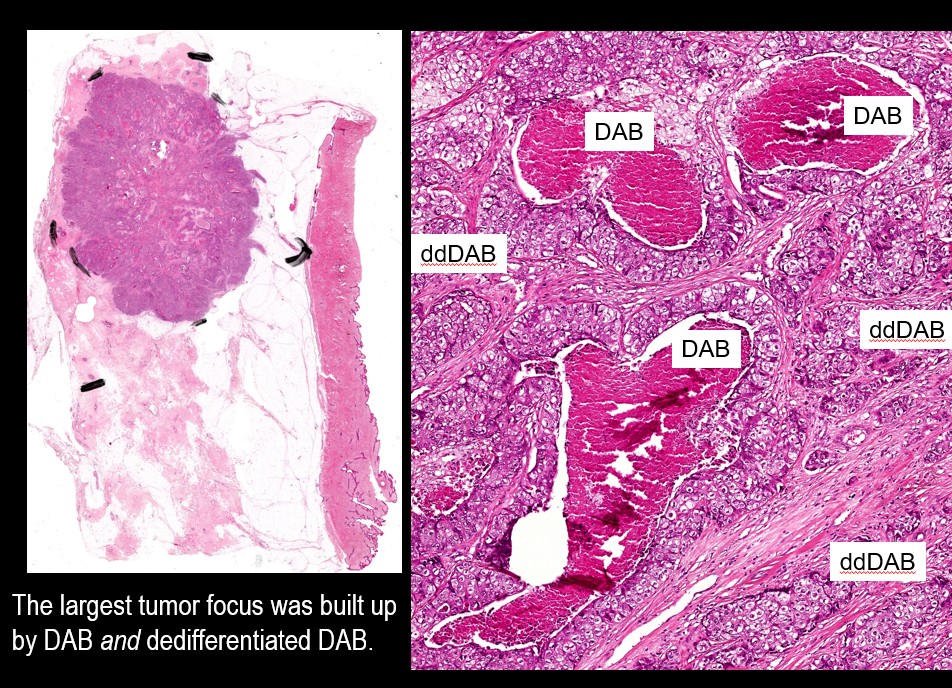 DAB
DAB
ddDAB
ddDAB
DAB
ddDAB
The largest tumor focus was built up
by DAB and dedifferentiated DAB.